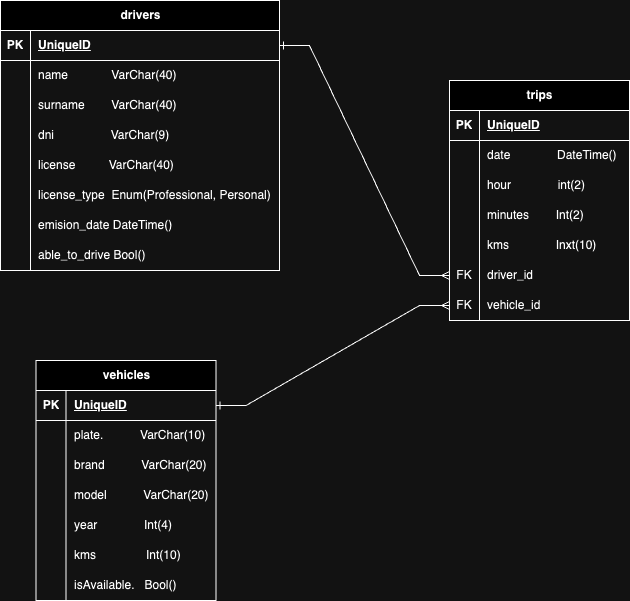 drivers
PK UniqueID
name VarChar(40)
surname VarChar(40)
dni VarChar(9)
license VarChar(40)
license_type Enum(Professional, Personal)
emision_date DateTime()
able_to_drive Bool()
trips
PK UniqueID
date DateTime()
hour int(2)
minutes Int(2)
kms Inxt(10)
FK driver_id
FK vehicle_id
vehicles
PK UniqueID
plate. VarChar(10)
brand VarChar(20)
model VarChar(20)
year Int(4)
kms Int(10)
isAvailable. Bool()